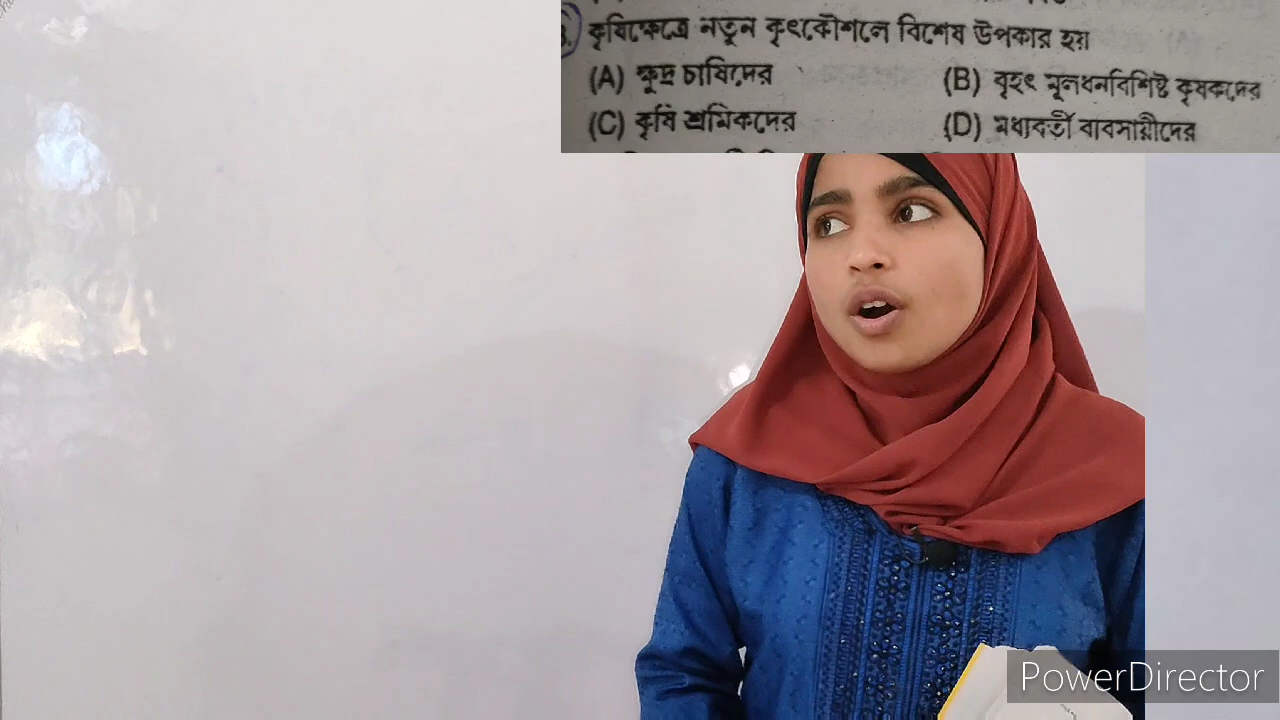 কৃষিক্ষেত্রে নতুন কৃৎকৌশলে বিশেষ উপকার হয়
(A) ক্ষুদ্র চাষিদের
(B) বৃহৎ মূলধনবিশিষ্ট কৃষকদের
(C) কৃষি শ্রমিকদের
(D) মধ্যবর্তী ব্যবসায়ীদের
PowerDirector